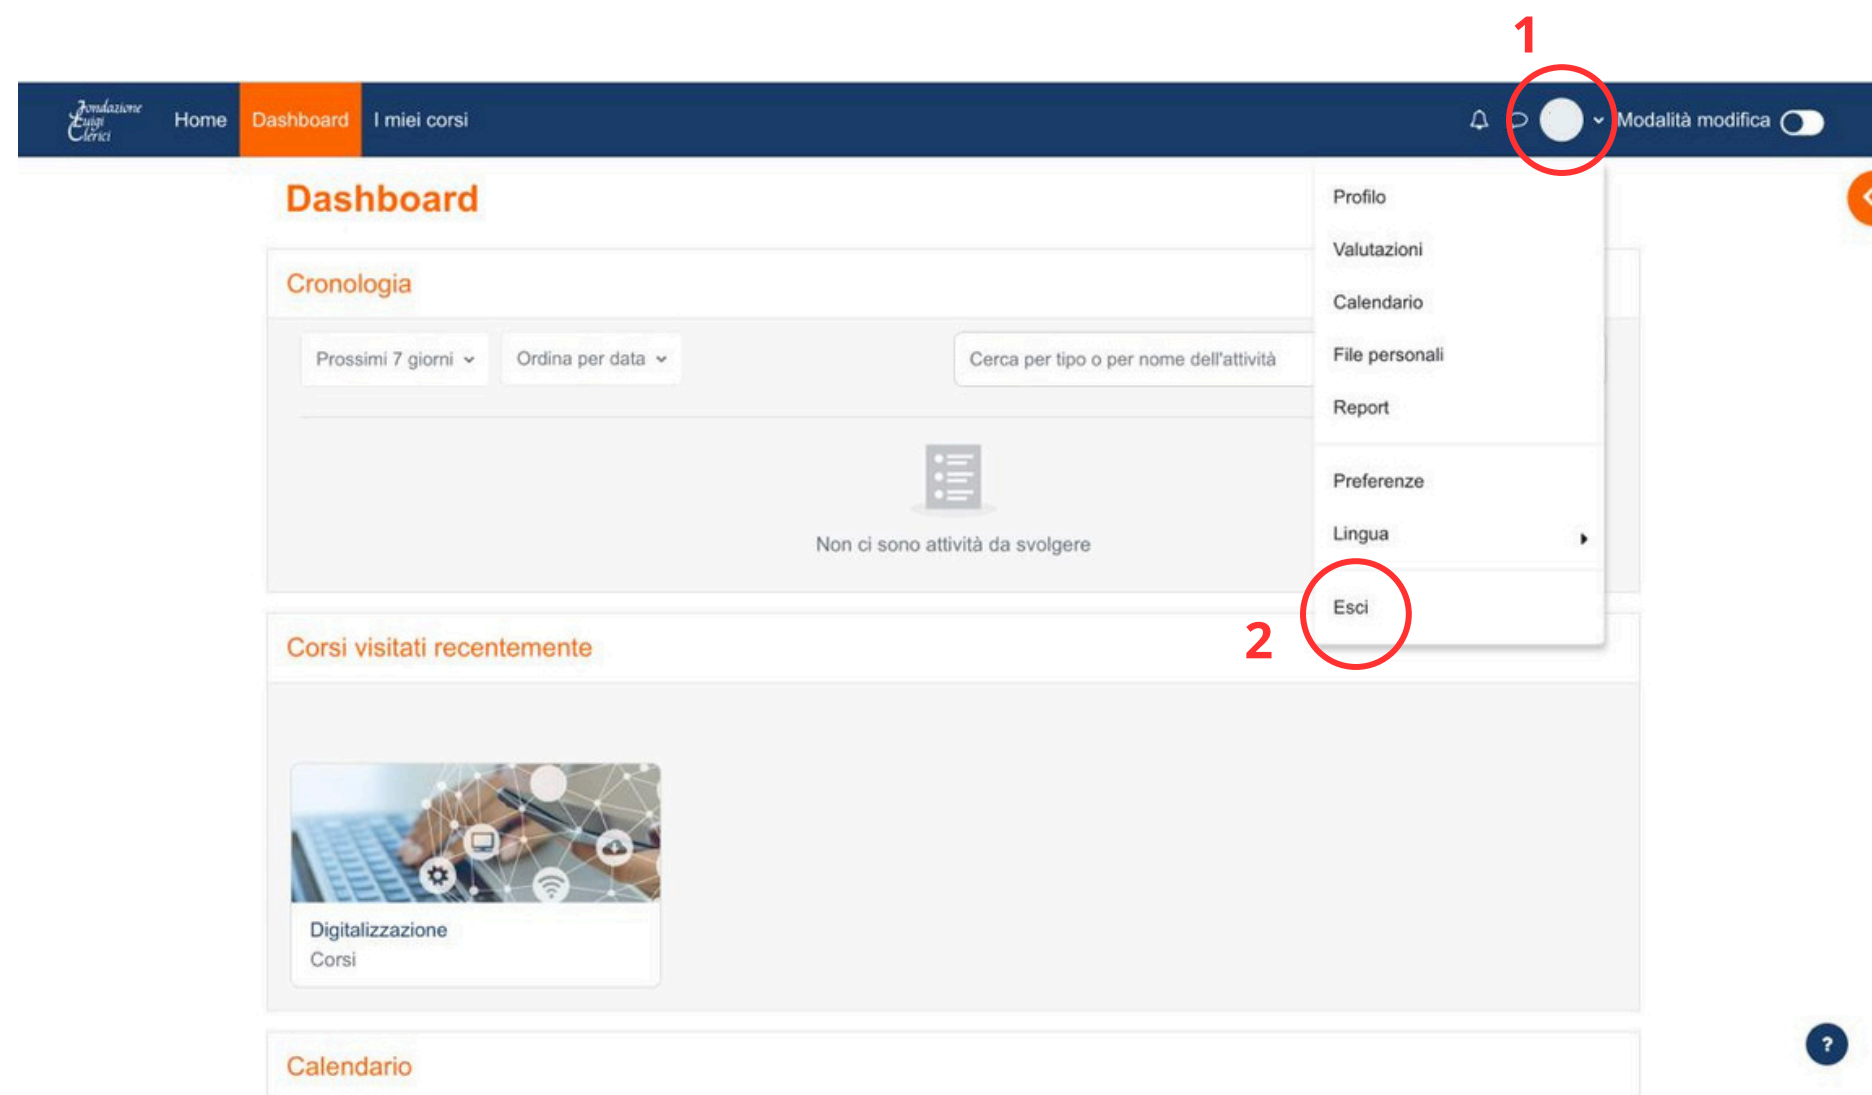 1
Fondazione
Luigi
Clerici
Home Dashboard I miei corsi Modalità modifica
Dashboard
Profilo
Valutazioni
Cronologia
Calendario
Prossimi 7 giorni Ordina per data Cerca per tipo o per nome dell'attività
File personali
Report
Preferenze
Lingua
Non ci sono attività da svolgere
Esci
2
Corsi visitati recentemente
Digitalizzazione
Corsi
?
Calendario